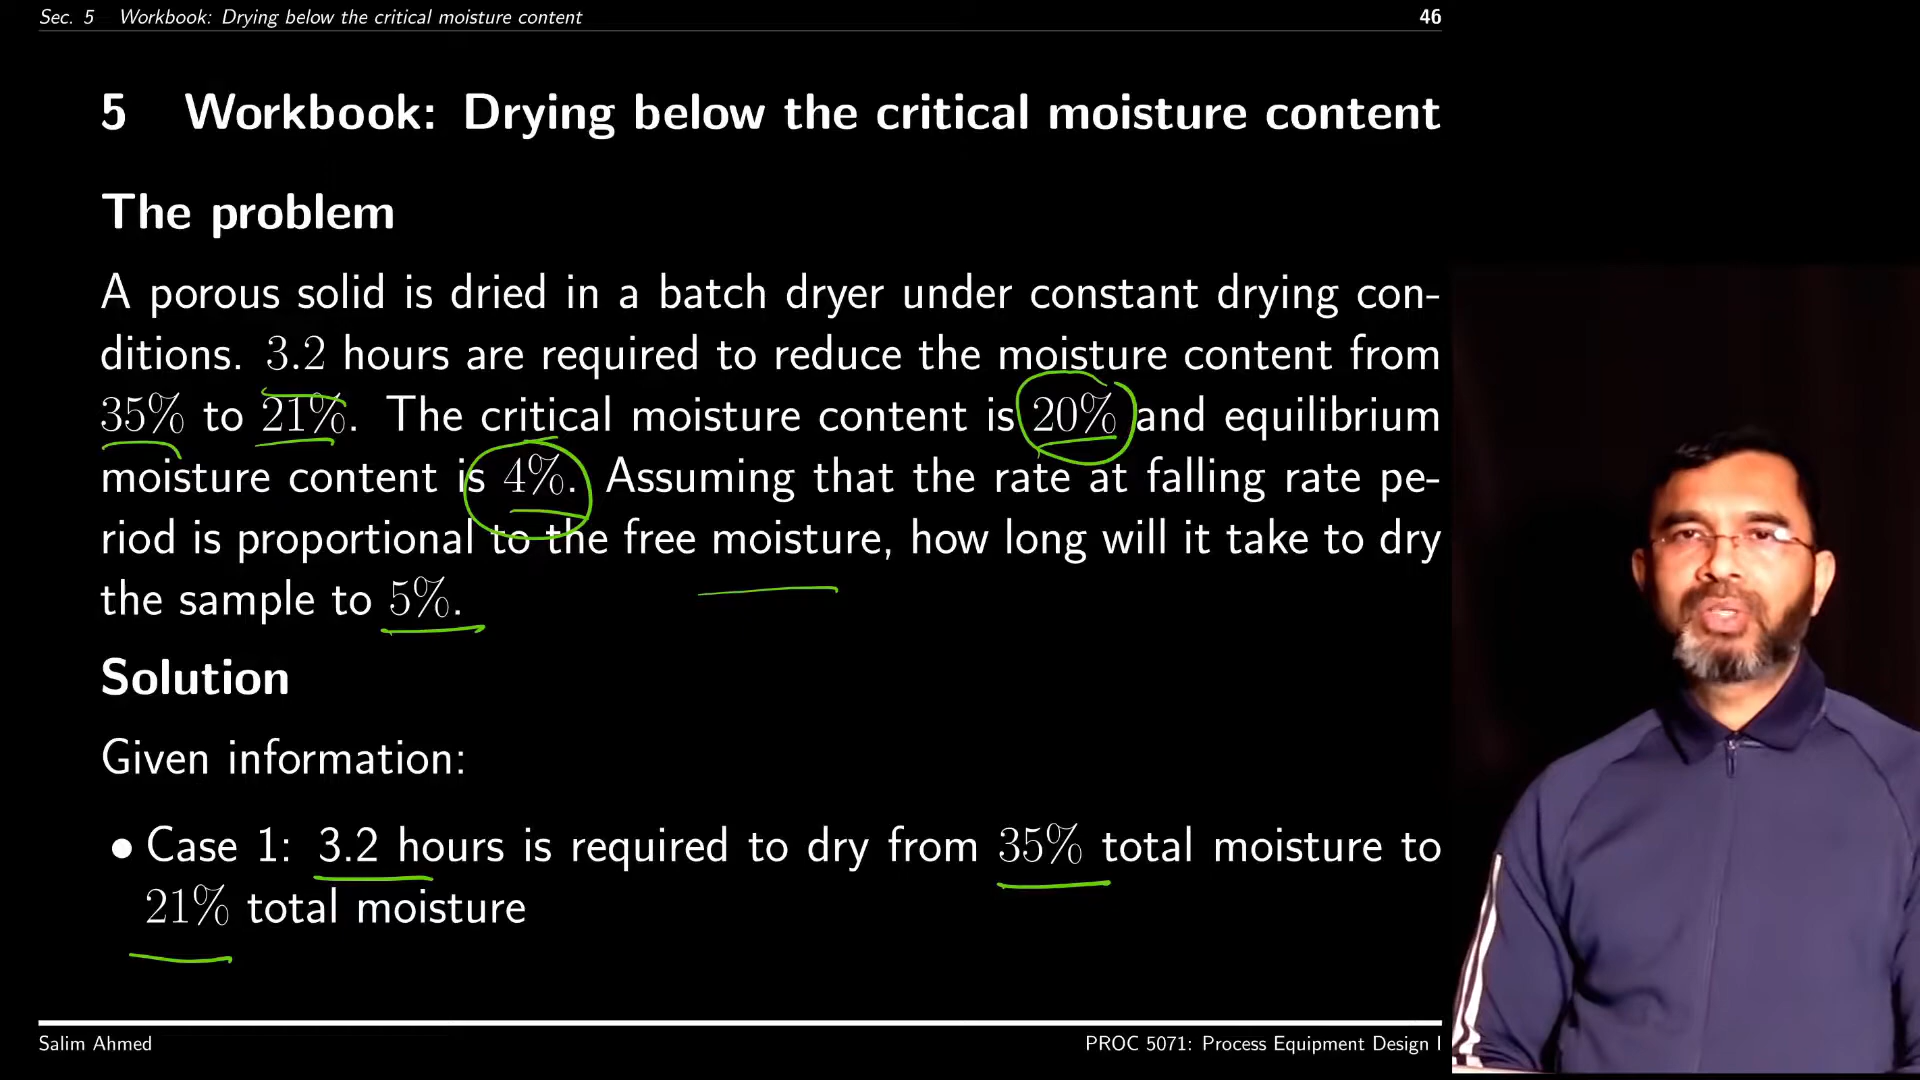 Sec. 5 Workbook: Drying below the critical moisture content 46
5 Workbook: Drying below the critical moisture content
The problem
A porous solid is dried in a batch dryer under constant drying con-
ditions. 3.2 hours are required to reduce the moisture content from
35% to 21%. The critical moisture content is 20% and equilibrium
moisture content is 4%. Assuming that the rate at falling rate pe-
riod is proportional to the free moisture, how long will it take to dry
the sample to 5%.
Solution
Given information:
• Case 1: 3.2 hours is required to dry from 35% total moisture to
21% total moisture
Salim Ahmed PROC 5071: Process Equipment Design I